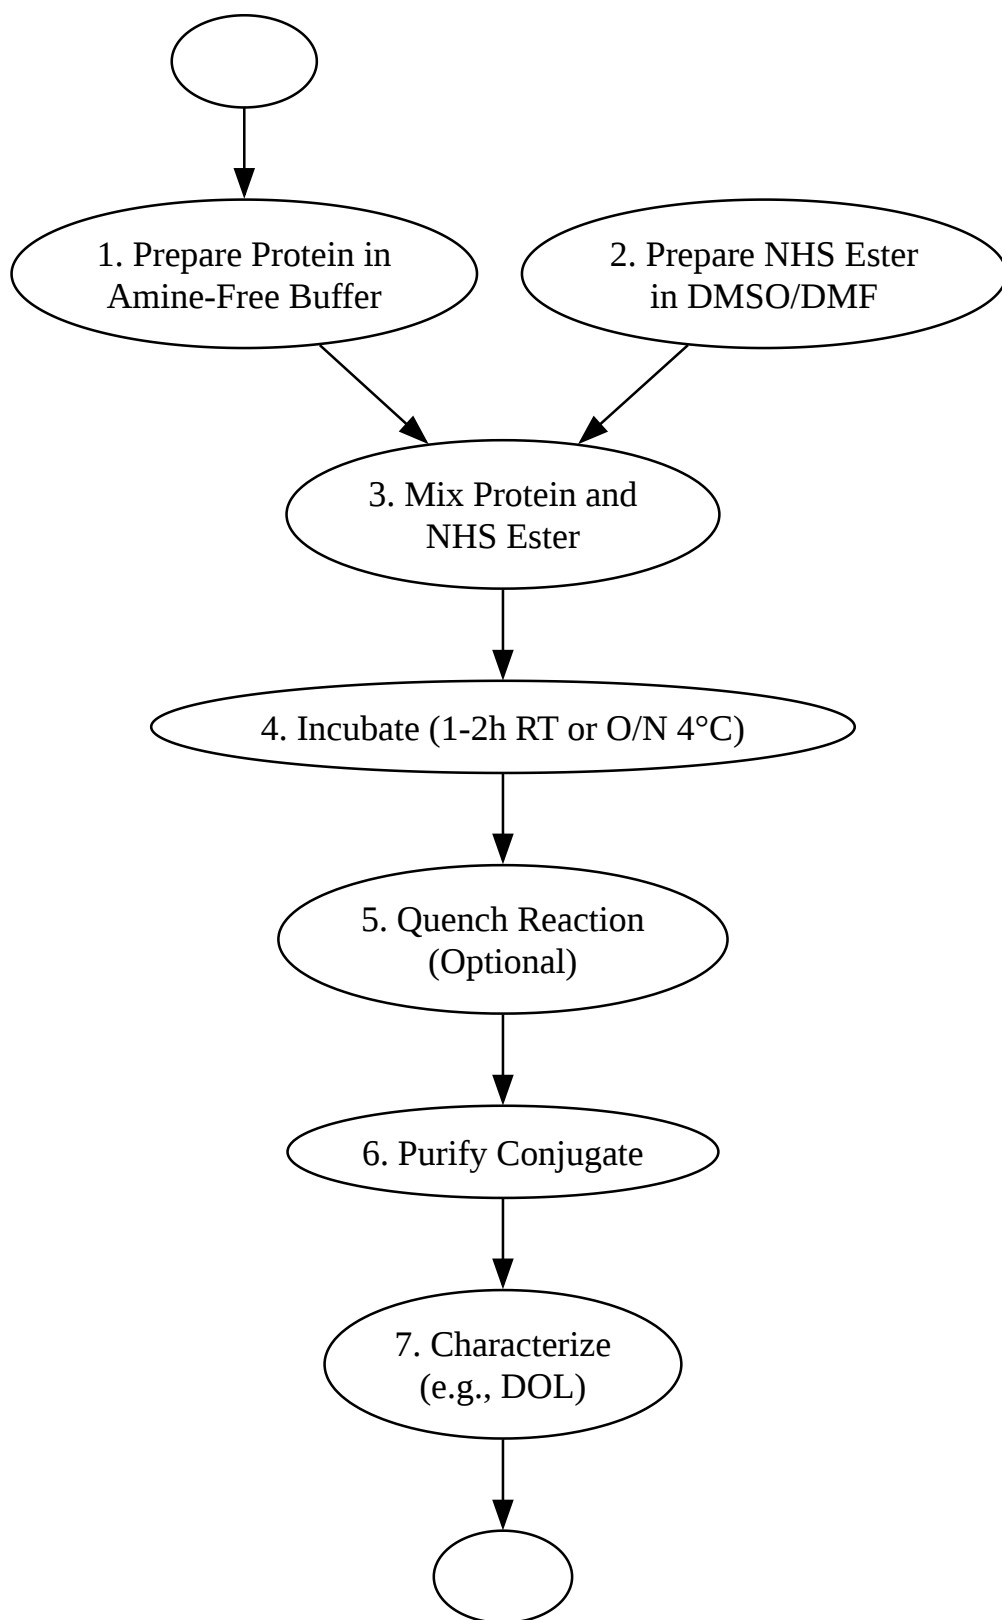 1. Prepare Protein in
Amine-Free Buffer
2. Prepare NHS Ester
in DMSO/DMF
3. Mix Protein and
NHS Ester
4. Incubate (1-2h RT or O/N 4°C)
5. Quench Reaction
(Optional)
6. Purify Conjugate
7. Characterize
(e.g., DOL)